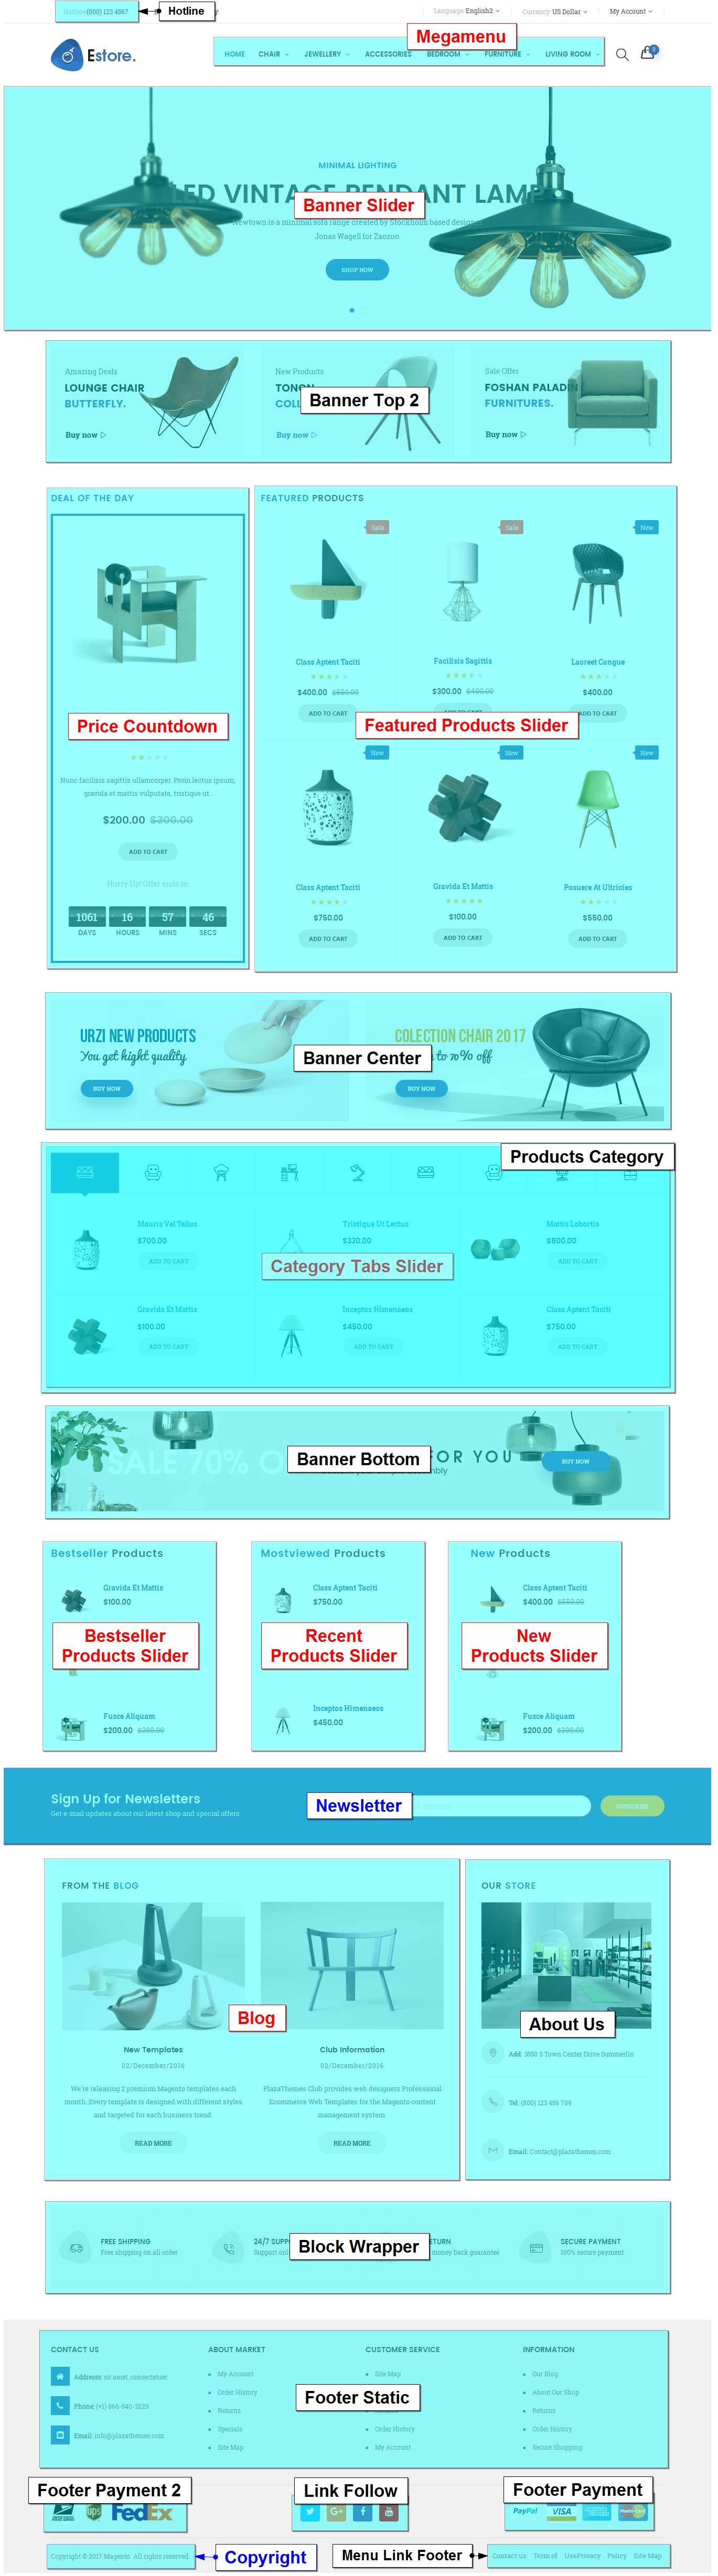 Hotline:(800) 123 4567
Hotline
Language: English2
Currency: US Dollar
My Account
Megamenu
Estore.
HOME CHAIR JEWELLERY ACCESSORIES BEDROOM FURNITURE LIVING ROOM
0
MINIMAL LIGHTING
LED VINTAGE PENDANT LAMP
Banner Slider
Newtown is a minimal sofa range created by Stockholm based designer
Jonas Wagell for Zaozuo.
SHOP NOW
Amazing Deals
LOUNGE CHAIR
BUTTERFLY.
Buy now
New Products
Banner Top 2
Buy now
Sale Offer
FOSHAN PALADIN
FURNITURES.
Buy now
DEAL OF THE DAY
Price Countdown
Nunc facilisis sagittis ullamcorper. Proin lectus ipsum,
gravida et mattis vulputate, tristique ut.
$200.00 $300.00
ADD TO CART
Hurry Up! Offer ends in:
1061 16 57 46
DAYS HOURS MINS SECS
FEATURED PRODUCTS
Sale Sale New
Class Aptent Taciti
$400.00 $550.00
ADD TO CART
Facilisis Sagittis
$300.00 $400.00
ADD TO CART
Laoreet Congue
$400.00
ADD TO CART
Featured Products Slider
New New New
Class Aptent Taciti
$750.00
ADD TO CART
Gravida Et Mattis
$100.00
ADD TO CART
Posuere At Ultricies
$550.00
ADD TO CART
URZI NEW PRODUCTS
You get hight quality
BUY NOW
Banner Center
COLECTION CHAIR 2017
to 70% off
BUY NOW
Products Category
Mauris Vel Tellus
$700.00
ADD TO CART
Tristique Ut Lectus
$330.00
Mattis Lobortis
$800.00
ADD TO CART
Category Tabs Slider
Gravida Et Mattis
$100.00
ADD TO CART
Inceptos Himenaeos
$450.00
ADD TO CART
Class Aptent Taciti
$750.00
ADD TO CART
SALE 70% FOR YOU
Banner Bottom
BUY NOW
Bestseller Products
Gravida Et Mattis
$100.00
Bestseller
Products Slider
Fusce Aliquam
$200.00 $300.00
Mostviewed Products
Class Aptent Taciti
$750.00
Recent
Products Slider
Inceptos Himenaeos
$450.00
New Products
Class Aptent Taciti
$400.00 $550.00
New
Products Slider
Fusce Aliquam
$200.00 $300.00
Sign Up for Newsletters
Get e-mail updates about our latest shop and special offers.
Newsletter
address
SUBSCRIBE
FROM THE BLOG
Blog
New Templates
02/December/2016
We're releasing 2 premium Magento templates each
month. Every template is designed with different styles
and targeted for each business trend.
READ MORE
Club Information
02/December/2016
PlazaThemes Club provides web designers Professional
Ecommerce Web Templates for the Magento content
management system.
READ MORE
OUR STORE
About Us
Add: 3860 S Town Center Drive Summerlin
Tel: (800) 123 456 789
Email: Contact@plazathemes.com
FREE SHIPPING
Free shipping on all order
24/7
Block Wrapper
money back guarantee
SECURE PAYMENT
100% secure payment
CONTACT US
Addresss: sit amet, consectetuer
Phone: (+1) 866-540-3229
Email: info@plazathemes.com
ABOUT MARKET
My Account
Order History
Returns
Specials
Site Map
CUSTOMER SERVICE
Site Map
Footer Static
Returns
Order History
My Account
INFORMATION
Our Blog
About Our Shop
Returns
Order History
Secure Shopping
Footer Payment 2
ups FedEx
Link Follow
G+ f
Footer Payment
PayPal VISA MasterCard
Copyright © 2017 Magento. All rights reserved.
Copyright
Menu Link Footer
Contact us Term of UsePrivacy Policy Site Map